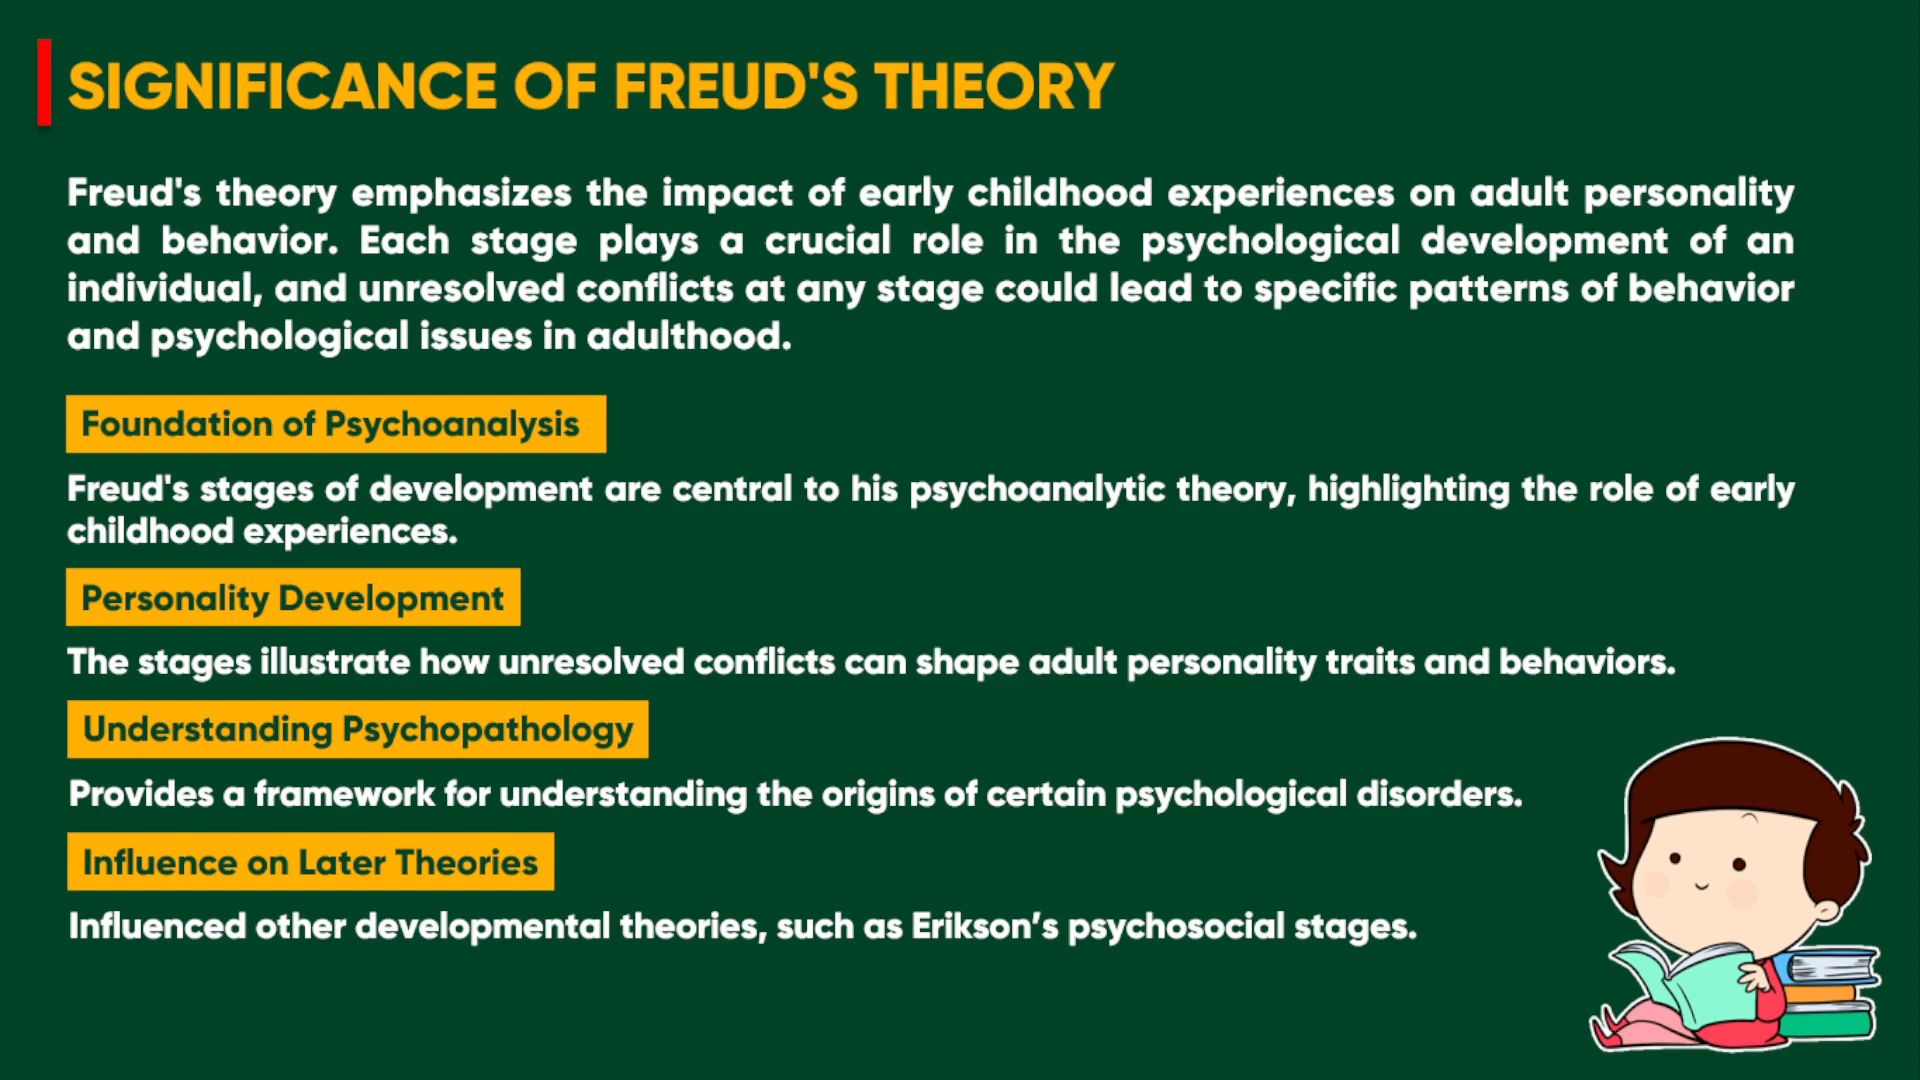 SIGNIFICANCE OF FREUD'S THEORY
Freud's theory emphasizes the impact of early childhood experiences on adult personality
and behavior. Each stage plays a crucial role in the psychological development of an
individual, and unresolved conflicts at any stage could lead to specific patterns of behavior
and psychological issues in adulthood.
Foundation of Psychoanalysis
Freud's stages of development are central to his psychoanalytic theory, highlighting the role of early
childhood experiences.
Personality Development
The stages illustrate how unresolved conflicts can shape adult personality traits and behaviors.
Understanding Psychopathology
Provides a framework for understanding the origins of certain psychological disorders.
Influence on Later Theories
Influenced other developmental theories, such as Erikson’s psychosocial stages.